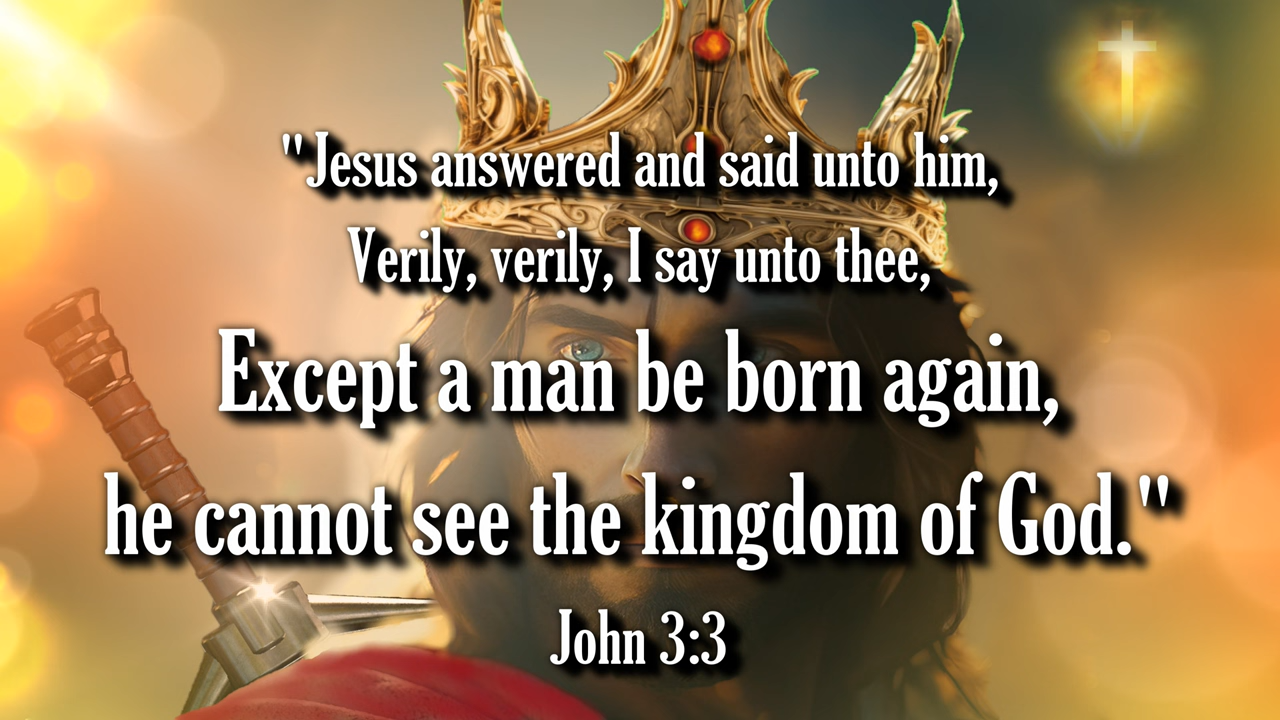 "Jesus answered and said unto him,
Verily, verily, I say unto thee,
Except a man be born again,
he cannot see the kingdom of God."
John 3:3